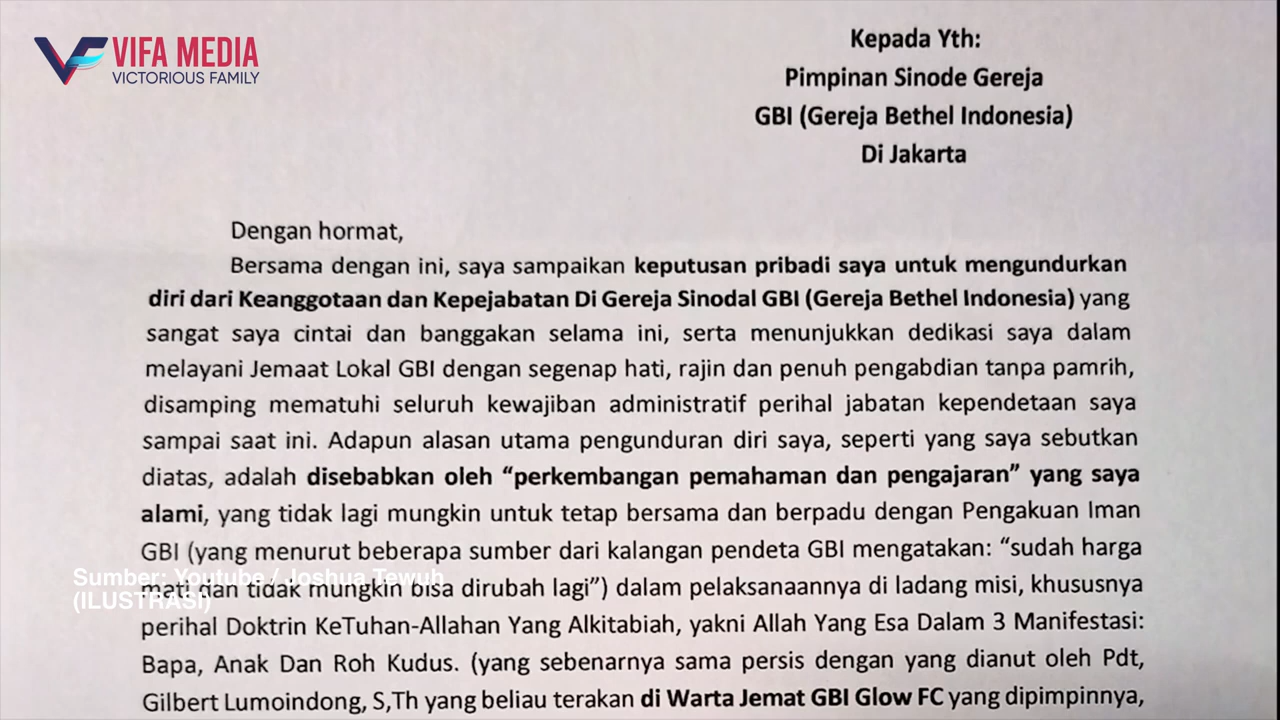 VIFA MEDIA
VICTORIOUS FAMILY
Kepada Yth:
Pimpinan Sinode Gereja
GBI (Gereja Bethel Indonesia)
Di Jakarta
Dengan hormat,
Bersama dengan ini, saya sampaikan keputusan pribadi saya untuk mengundurkan
diri dari Keanggotaan dan Kepejabatan Di Gereja Sinodal GBI (Gereja Bethel Indonesia) yang
sangat saya cintai dan banggakan selama ini, serta menunjukkan dedikasi saya dalam
melayani Jemaat Lokal GBI dengan segenap hati, rajin dan penuh pengabdian tanpa pamrih,
disamping mematuhi seluruh kewajiban administratif perihal jabatan kependetaan saya
sampai saat ini. Adapun alasan utama pengunduran diri saya, seperti yang saya sebutkan
diatas, adalah disebabkan oleh “perkembangan pemahaman dan pengajaran” yang saya
alami, yang tidak lagi mungkin untuk tetap bersama dan berpadu dengan Pengakuan Iman
GBI (yang menurut beberapa sumber dari kalangan pendeta GBI mengatakan: “sudah harga
mati dan tidak mungkin bisa dirubah lagi”) dalam pelaksanaannya di ladang misi, khususnya
perihal Doktrin KeTuhan-Allahan Yang Alkitabiah, yakni Allah Yang Esa Dalam 3 Manifestasi:
Bapa, Anak Dan Roh Kudus. (yang sebenarnya sama persis dengan yang dianut oleh Pdt,
Gilbert Lumoindong, S,Th yang beliau terakan di Warta Jemat GBI Glow FC yang dipimpinnya,
Sumber: Youtube / Joshua Tewuh
(ILUSTRASI)